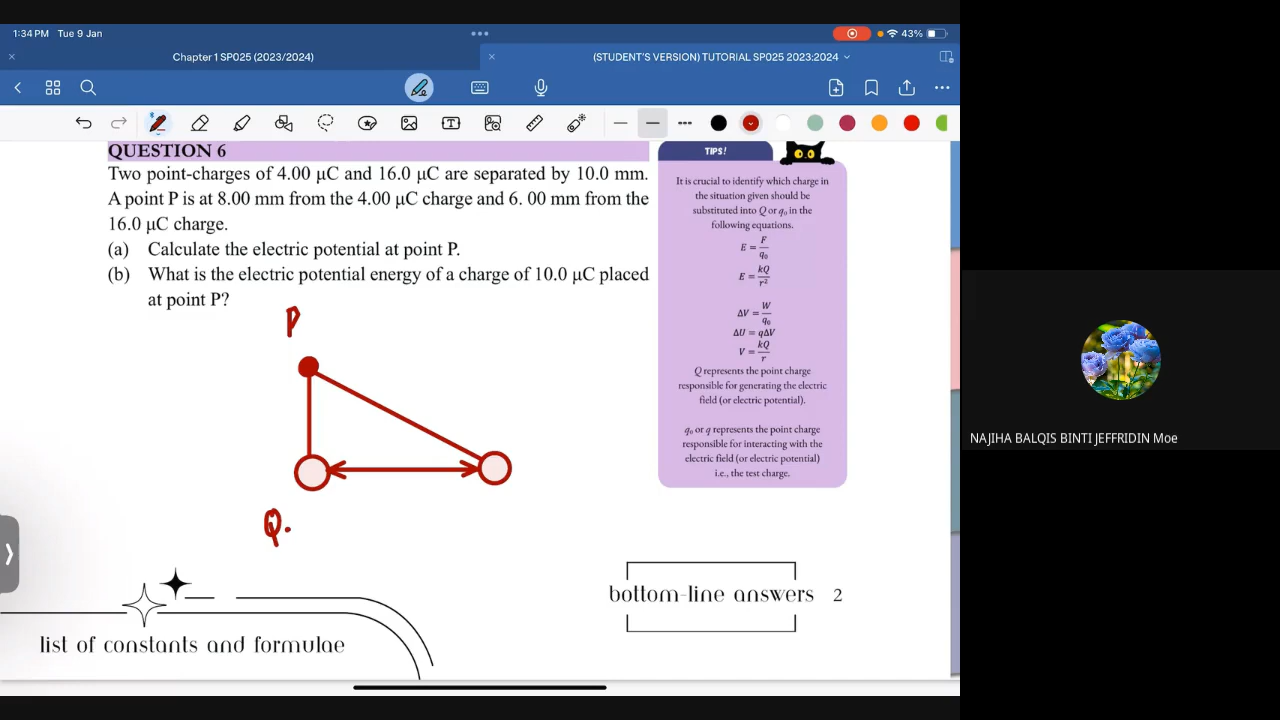 1:34 PM Tue 9 Jan
43%
Chapter 1 SP025 (2023/2024)
(STUDENT'S VERSION) TUTORIAL SP025 2023:2024
QUESTION 6
Two point-charges of 4.00 μC and 16.0 μC are separated by 10.0 mm.
A point P is at 8.00 mm from the 4.00 μC charge and 6. 00 mm from the
16.0 μC charge.
(a) Calculate the electric potential at point P.
(b) What is the electric potential energy of a charge of 10.0 μC placed
at point P?
P
Q.
TIPS!
It is crucial to identify which charge in
the situation given should be
substituted into Q or q₀ in the
following equations.
E = F/q₀
E = kQ/r²
ΔV = W/q₀
ΔU = qΔV
V = kQ/r
Q represents the point charge
responsible for generating the electric
field (or electric potential).
q₀ or q represents the point charge
responsible for interacting with the
electric field (or electric potential)
i.e., the test charge.
bottom-line answers 2
list of constants and formulae
NAJIHA BALQIS BINTI JEFFRIDIN Moe